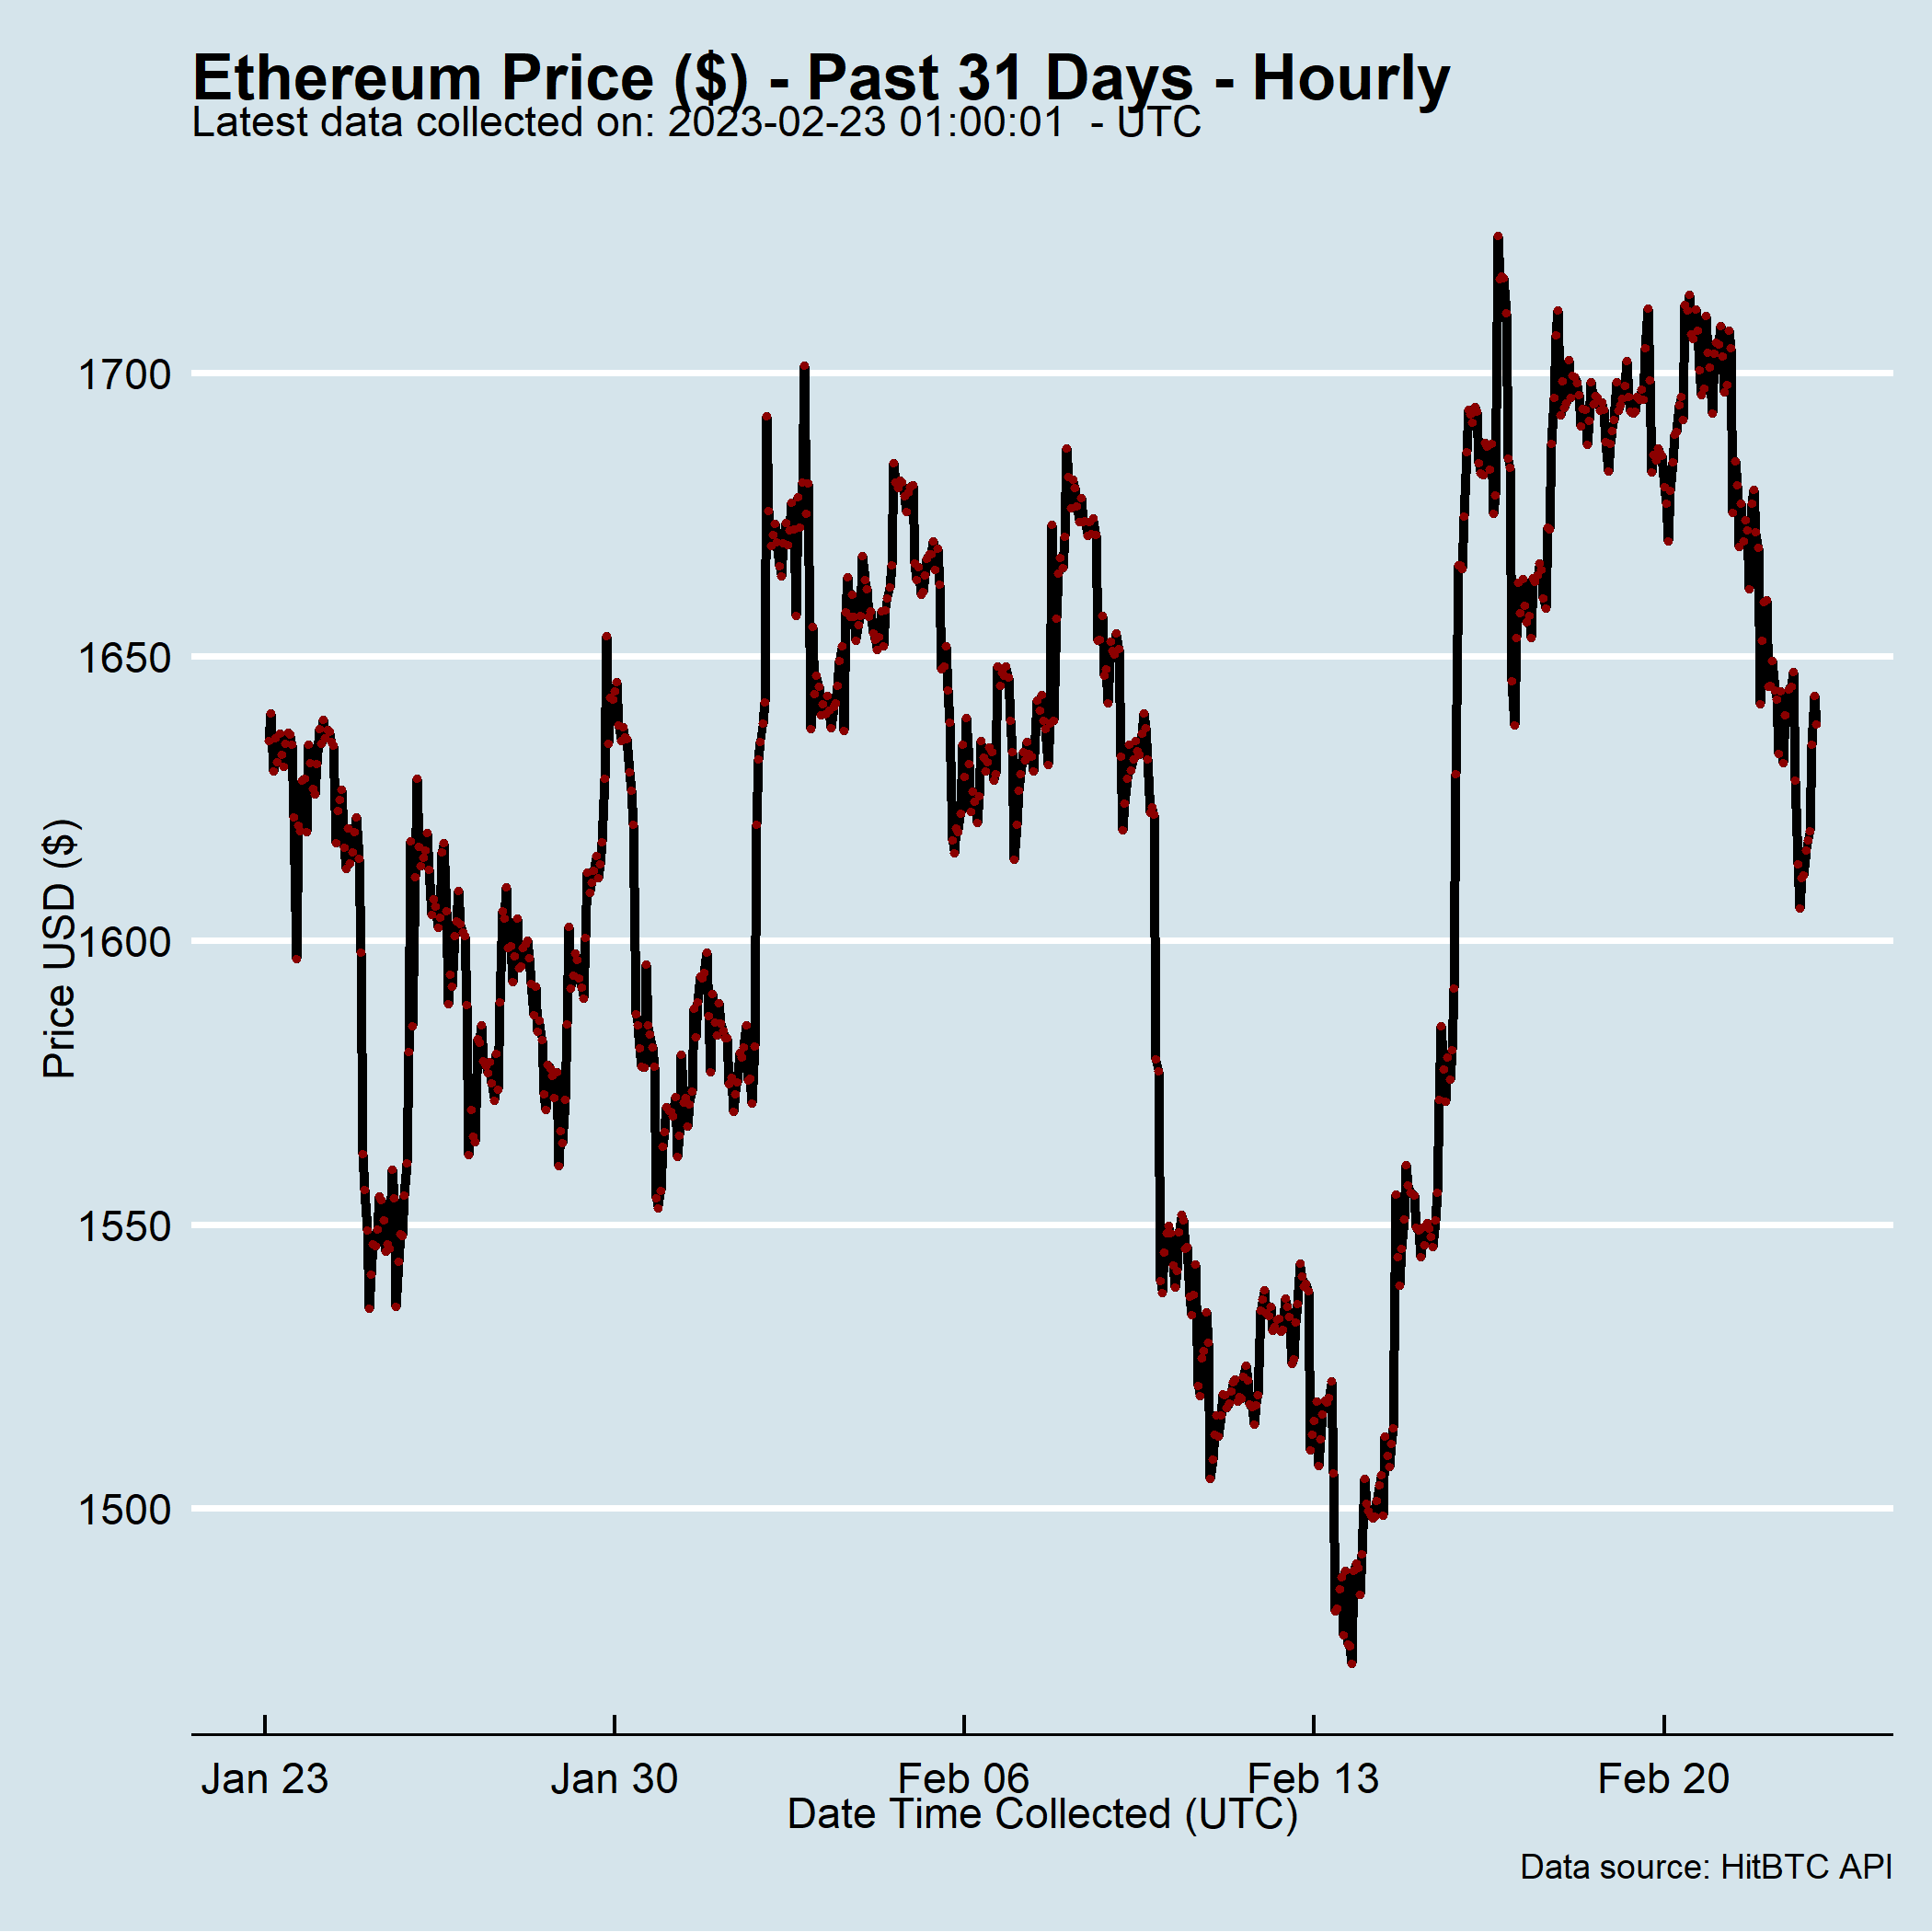 Ethereum Price ($) - Past 31 Days - Hourly
Latest data collected on: 2023-02-23 01:00:01  - UTC
Price USD ($)
1700
1650
1600
1550
1500
Jan 23
Jan 30
Feb 06
Feb 13
Feb 20
Date Time Collected (UTC)
Data source: HitBTC API